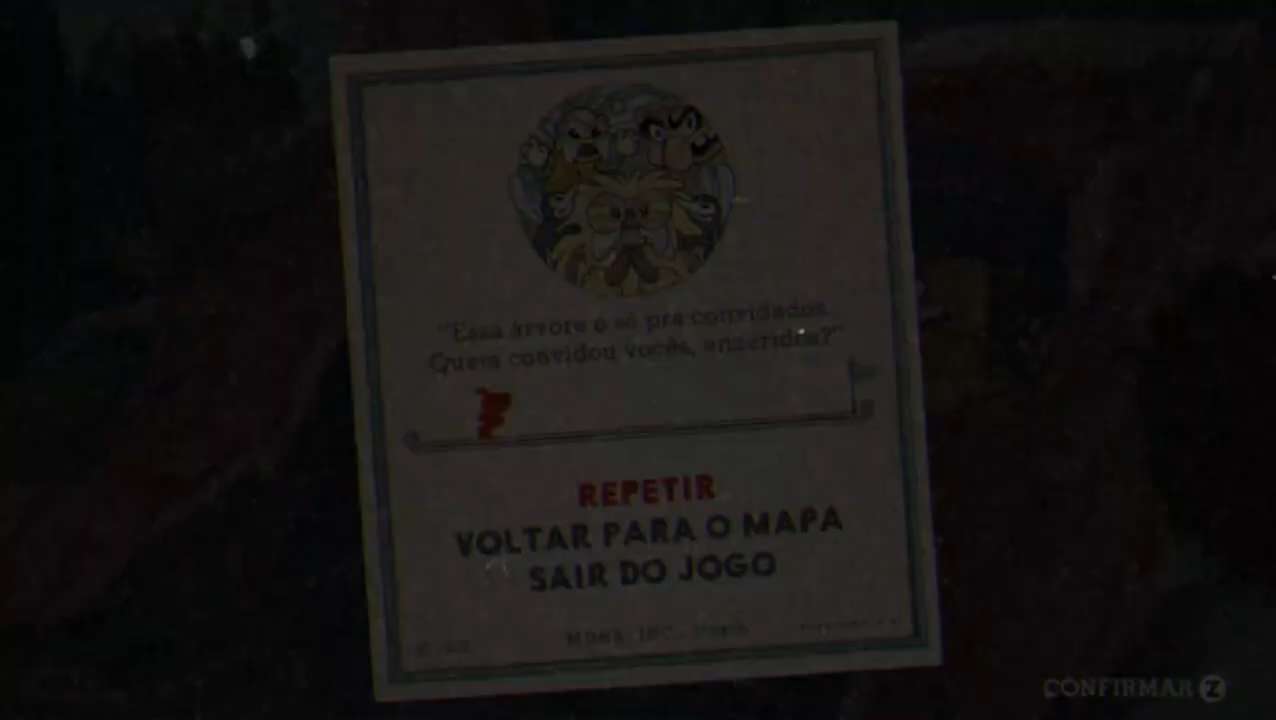 "Essa árvore é só pra convidados.
Quem convidou vocês, enxeridos?"
REPETIR
VOLTAR PARA O MAPA
SAIR DO JOGO
CONFIRMAR Z